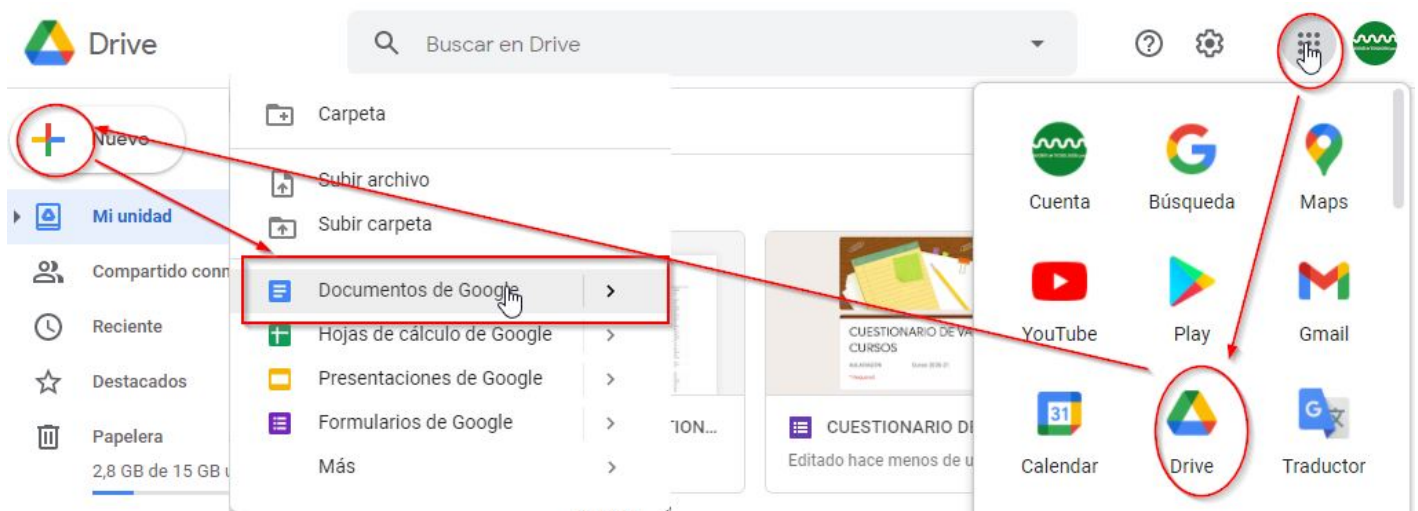 Drive
Buscar en Drive
Nuevo
Mi unidad
Compartido conm
Reciente
Destacados
Papelera
2,8 GB de 15 GB u
Carpeta
Subir archivo
Subir carpeta
Documentos de Google
Hojas de cálculo de Google
Presentaciones de Google
Formularios de Google
Más
TION...
CUESTIONARIO DE VA
CURSOS
CUESTIONARIO DE
Editado hace menos de u
Cuenta
Búsqueda
Maps
YouTube
Play
Gmail
31
Calendar
Drive
G
Traductor